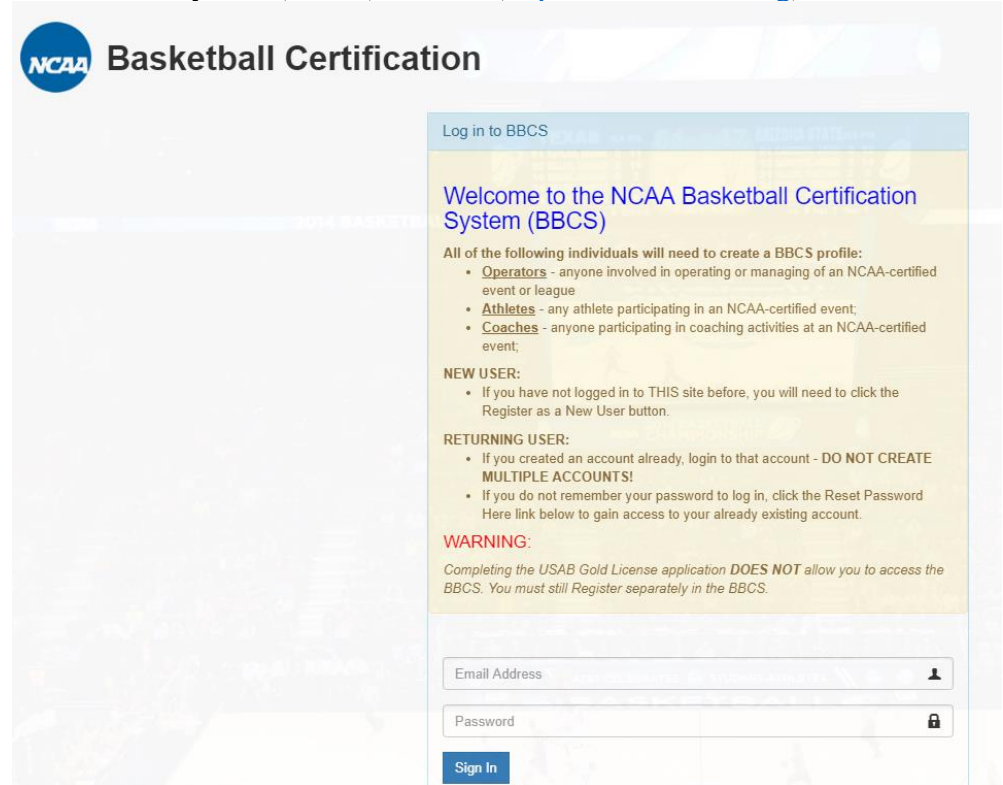 NCAA Basketball Certification
Log in to BBCS
Welcome to the NCAA Basketball Certification
System (BBCS)
All of the following individuals will need to create a BBCS profile:
• Operators - anyone involved in operating or managing of an NCAA-certified
event or league
• Athletes - any athlete participating in an NCAA-certified event;
• Coaches - anyone participating in coaching activities at an NCAA-certified
event;
NEW USER:
• If you have not logged in to THIS site before, you will need to click the
Register as a New User button.
RETURNING USER:
• If you created an account already, login to that account - DO NOT CREATE
MULTIPLE ACCOUNTS!
• If you do not remember your password to log in, click the Reset Password
Here link below to gain access to your already existing account.
WARNING:
Completing the USAB Gold License application DOES NOT allow you to access the
BBCS. You must still Register separately in the BBCS.
Email Address
Password
Sign In